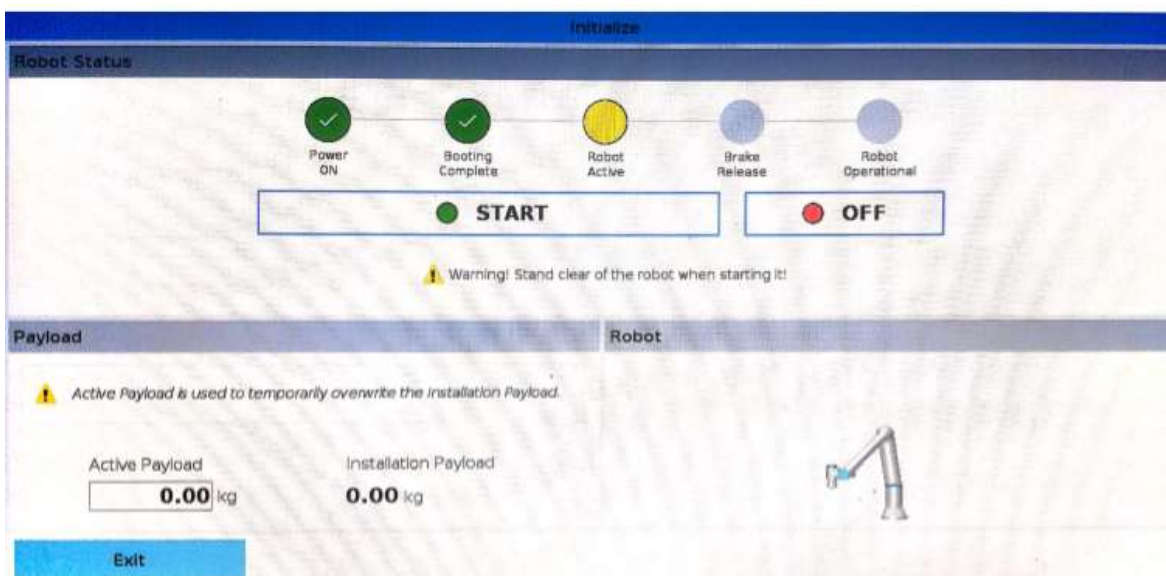 Initialize
Robot Status
Power ON
Booting Complete
Robot Active
Brake Release
Robot Operational
START
OFF
Warning! Stand clear of the robot when starting it!
Payload
Robot
Active Payload is used to temporarily overwrite the Installation Payload.
Active Payload
Installation Payload
0.00 kg
0.00 kg
Exit